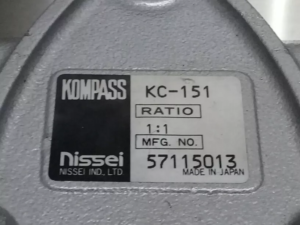 KOMPASS KC-151
RATIO
1:1
MFG. NO.
Nissei 57115013
NISSEI IND., LTD MADE IN JAPAN